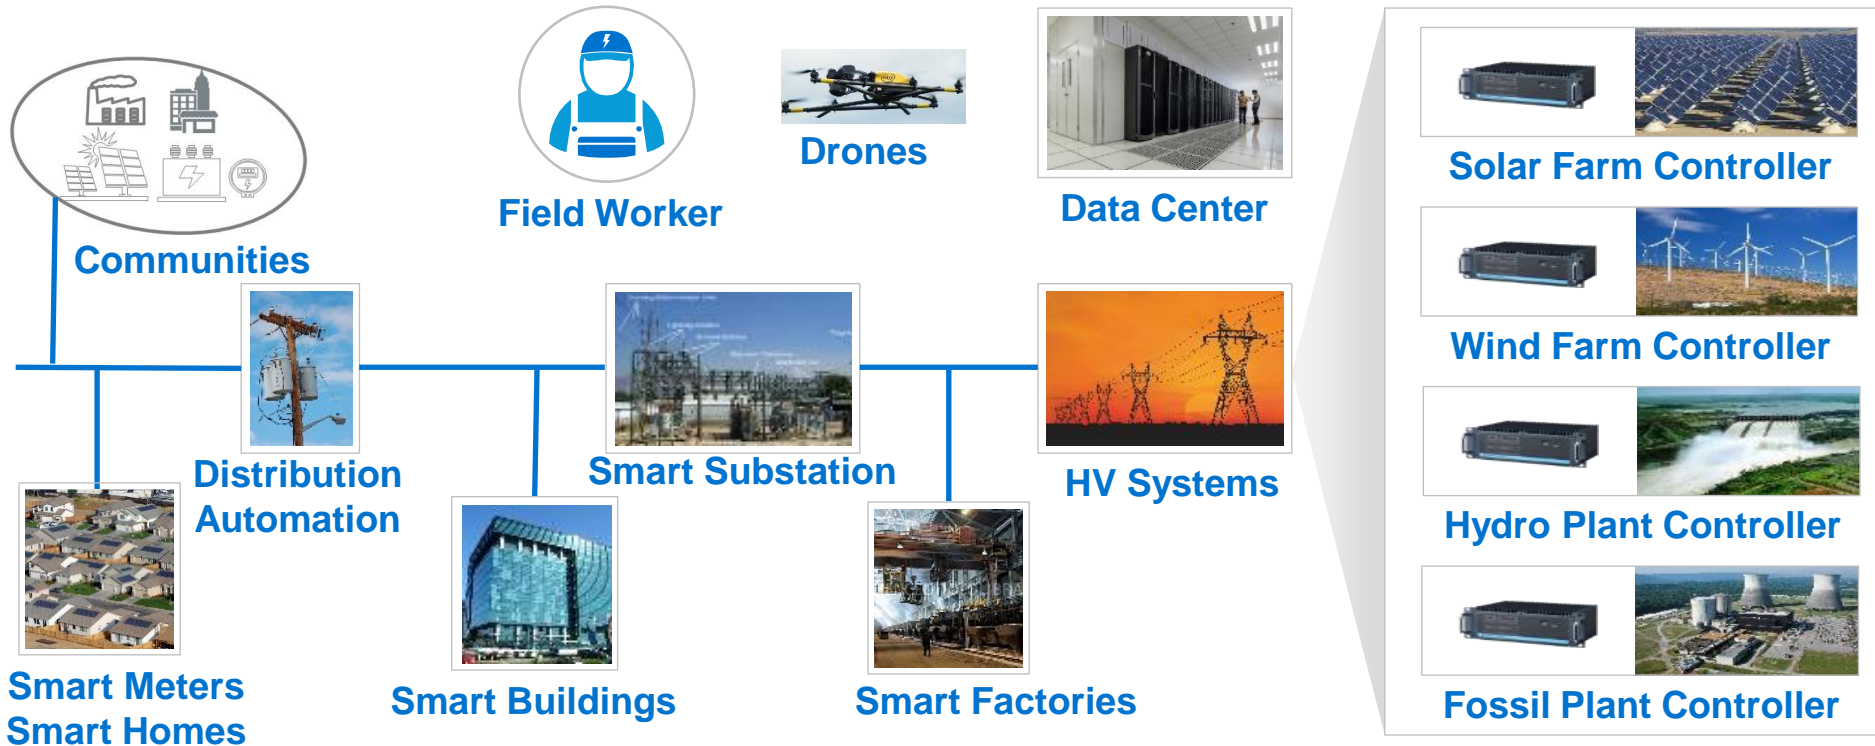 Drones
Field Worker
Data Center
Communities
Distribution
Automation
Smart Substation
HV Systems
Smart Meters
Smart Homes
Smart Buildings
Smart Factories
Solar Farm Controller
Wind Farm Controller
Hydro Plant Controller
Fossil Plant Controller